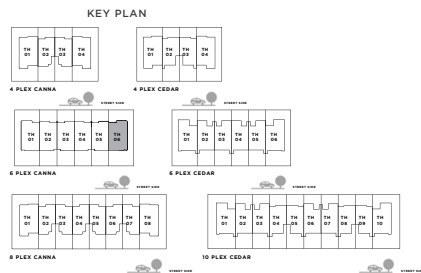 KEY PLAN
TH 01 TH 02 TH 03 TH 04
TH 01 TH 02 TH 03 TH 04
4 PLEX CANNA
4 PLEX CEDAR
STREET SIDE
STREET SIDE
TH 01 TH 02 TH 03 TH 04 TH 05 TH 06
TH 01 TH 02 TH 03 TH 04 TH 05 TH 06
6 PLEX CANNA
6 PLEX CEDAR
STREET SIDE
STREET SIDE
TH 01 TH 02 TH 03 TH 04 TH 05 TH 06 TH 07 TH 08
TH 01 TH 02 TH 03 TH 04 TH 05 TH 06 TH 07 TH 08 TH 09 TH 10
8 PLEX CANNA
10 PLEX CEDAR
STREET SIDE
STREET SIDE